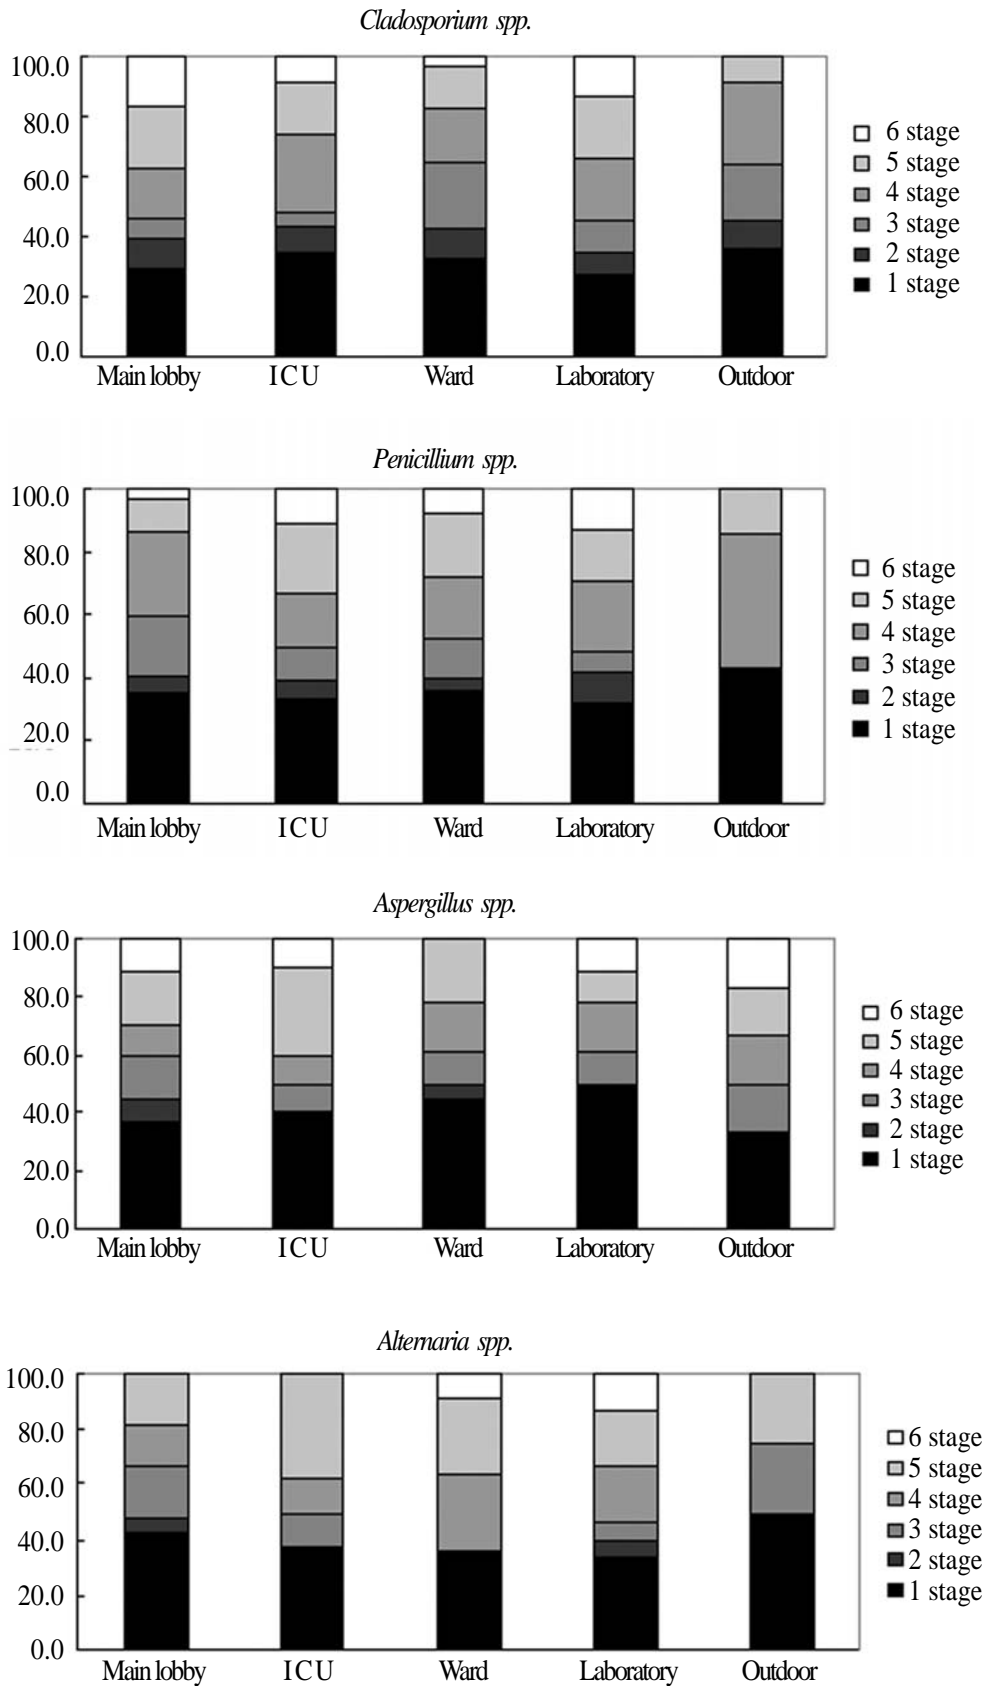 Cladosporium spp.
100.0
80.0
60.0
40.0
20.0
0.0
Main lobby ICU Ward Laboratory Outdoor
6 stage
5 stage
4 stage
3 stage
2 stage
1 stage
Penicillium spp.
100.0
80.0
60.0
40.0
20.0
0.0
Main lobby ICU Ward Laboratory Outdoor
6 stage
5 stage
4 stage
3 stage
2 stage
1 stage
Aspergillus spp.
100.0
80.0
60.0
40.0
20.0
0.0
Main lobby ICU Ward Laboratory Outdoor
6 stage
5 stage
4 stage
3 stage
2 stage
1 stage
Alternaria spp.
100.0
80.0
60.0
40.0
20.0
0.0
Main lobby ICU Ward Laboratory Outdoor
6 stage
5 stage
4 stage
3 stage
2 stage
1 stage